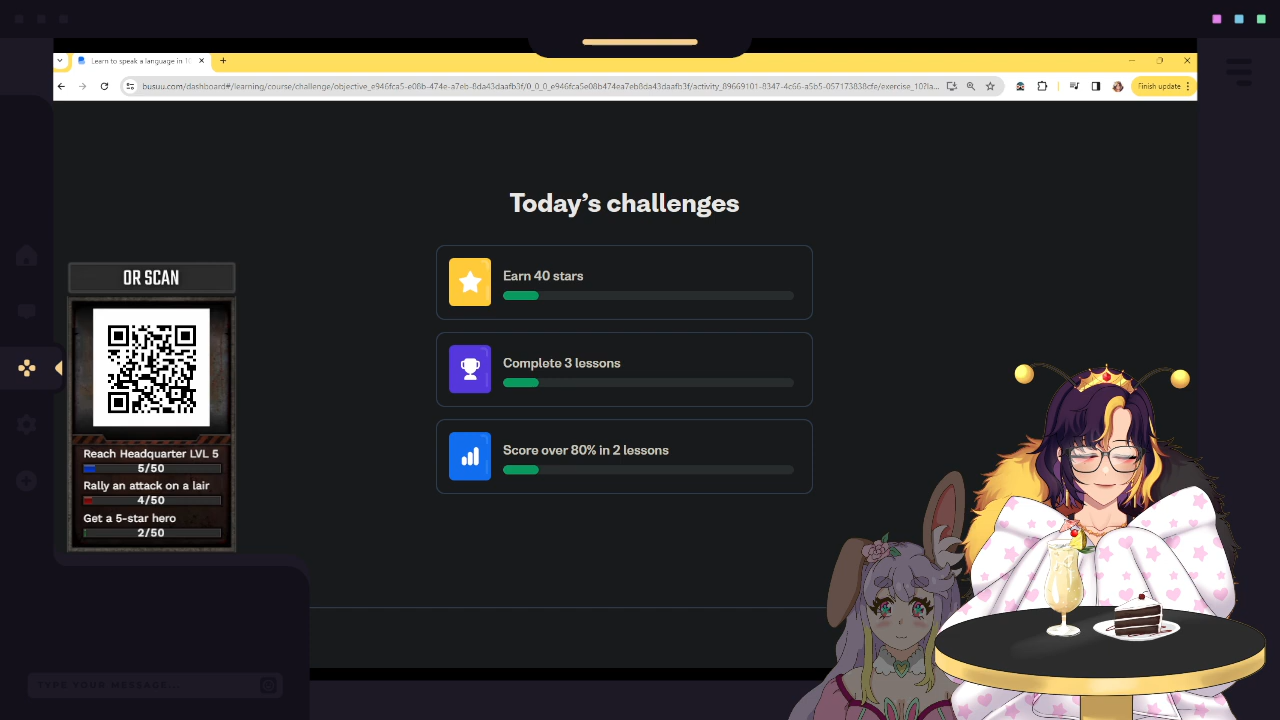 Learn to speak a language in 10
busuu.com/dashboard#/learning/course/challenge/objective_e946fca5-e08b-474e-a7eb-8da43daafb3f/0_0_0_e946fca5e08b474ea7eb8da43daafb3f/activity_89669101-8347-4c66-a5b5-057173838cfe/exercise_10?la...
Finish update
Today's challenges
Earn 40 stars
Complete 3 lessons
Score over 80% in 2 lessons
OR SCAN
Reach Headquarter LVL 5
5/50
Rally an attack on a lair
4/50
Get a 5-star hero
2/50
TYPE YOUR MESSAGE...